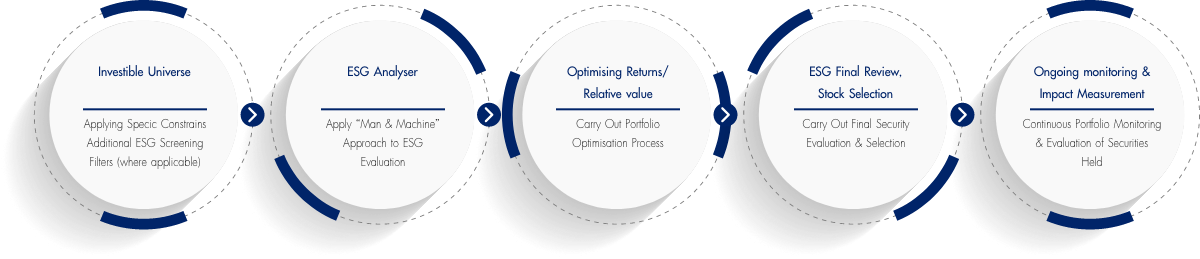 Investible Universe
Applying Specic Constrains
Additional ESG Screening
Filters (where applicable)
ESG Analyser
Apply “Man & Machine”
Approach to ESG
Evaluation
Optimising Returns/
Relative value
Carry Out Portfolio
Optimisation Process
ESG Final Review,
Stock Selection
Carry Out Final Security
Evaluation & Selection
Ongoing monitoring &
Impact Measurement
Continuous Portfolio Monitoring
& Evaluation of Securities
Held